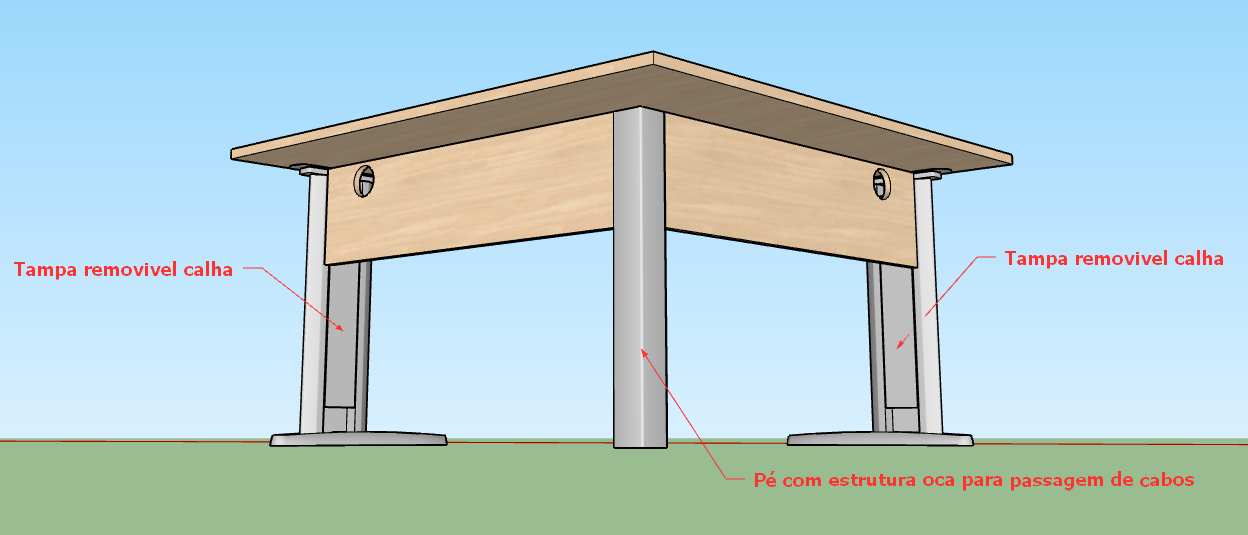 Tampa removivel calha
Tampa removivel calha
Pé com estrutura oca para passagem de cabos